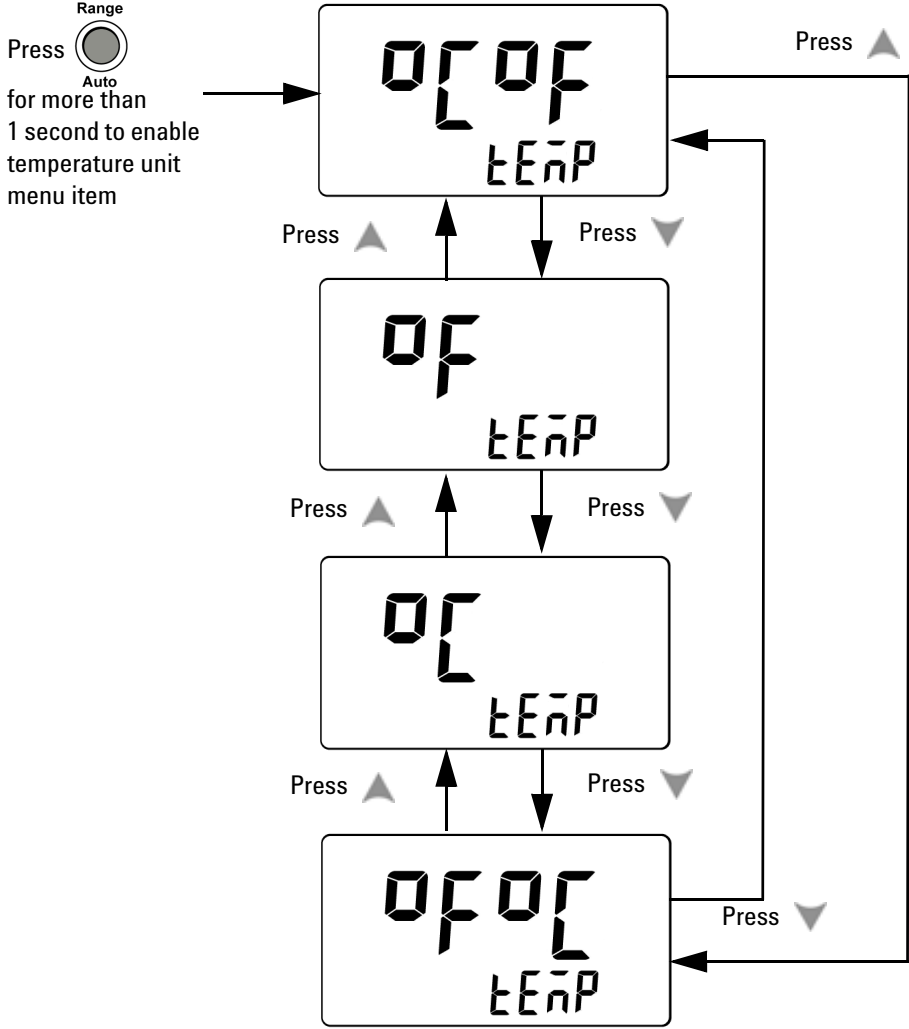 Range
Press
Auto
for more than
1 second to enable
temperature unit
menu item
Press
°C°F
tEmP
Press
Press
°F
tEmP
Press
Press
°C
tEmP
Press
Press
°F°C
tEmP
Press